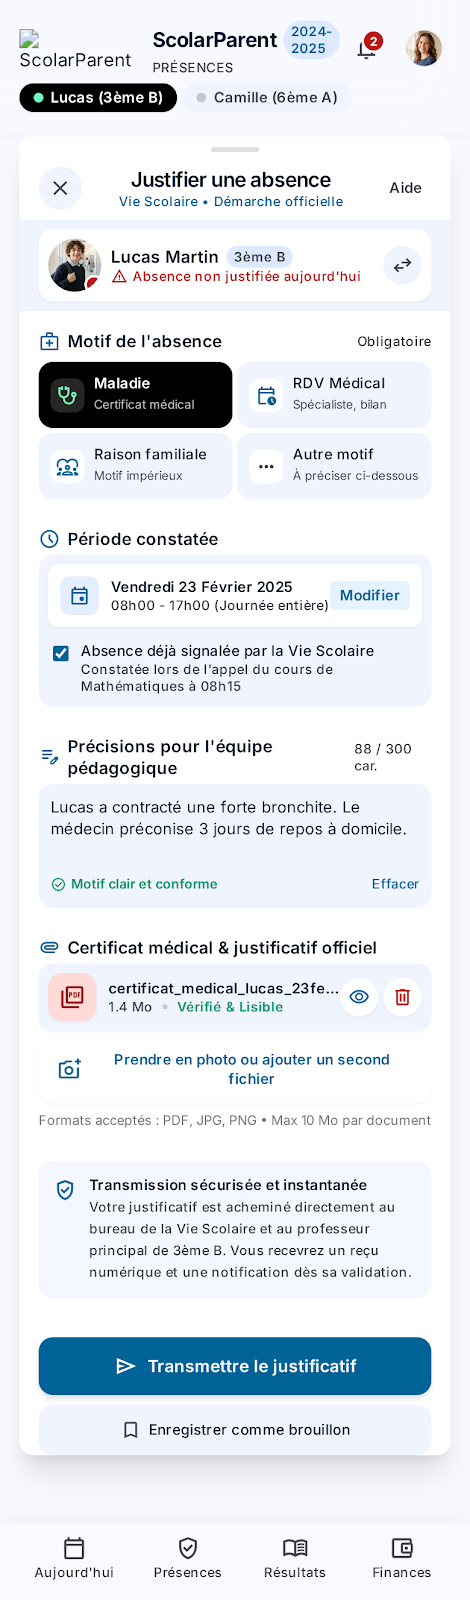 ScolarParent
ScolarParent
2024-
2025
2
PRÉSENCES
Lucas (3ème B)
Camille (6ème A)
Justifier une absence
Vie Scolaire • Démarche officielle
Aide
Lucas Martin
3ème B
Absence non justifiée aujourd'hui
Motif de l'absence
Obligatoire
Maladie
Certificat médical
RDV Médical
Spécialiste, bilan
Raison familiale
Motif impérieux
Autre motif
À préciser ci-dessous
Période constatée
Vendredi 23 Février 2025
08h00 - 17h00 (Journée entière)
Modifier
Absence déjà signalée par la Vie Scolaire
Constatée lors de l'appel du cours de
Mathématiques à 08h15
Précisions pour l'équipe
pédagogique
88 / 300
car.
Lucas a contracté une forte bronchite. Le
médecin préconise 3 jours de repos à domicile.
Motif clair et conforme
Effacer
Certificat médical & justificatif officiel
PDF
certificat_medical_lucas_23fe...
1.4 Mo • Vérifié & Lisible
Prendre en photo ou ajouter un second
fichier
Formats acceptés : PDF, JPG, PNG • Max 10 Mo par document
Transmission sécurisée et instantanée
Votre justificatif est acheminé directement au
bureau de la Vie Scolaire et au professeur
principal de 3ème B. Vous recevrez un reçu
numérique et une notification dès sa validation.
Transmettre le justificatif
Enregistrer comme brouillon
Aujourd'hui
Présences
Résultats
Finances